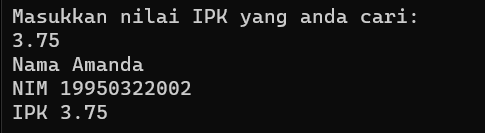 Masukkan nilai IPK yang anda cari:
3.75
Nama Amanda
NIM 19950322002
IPK 3.75